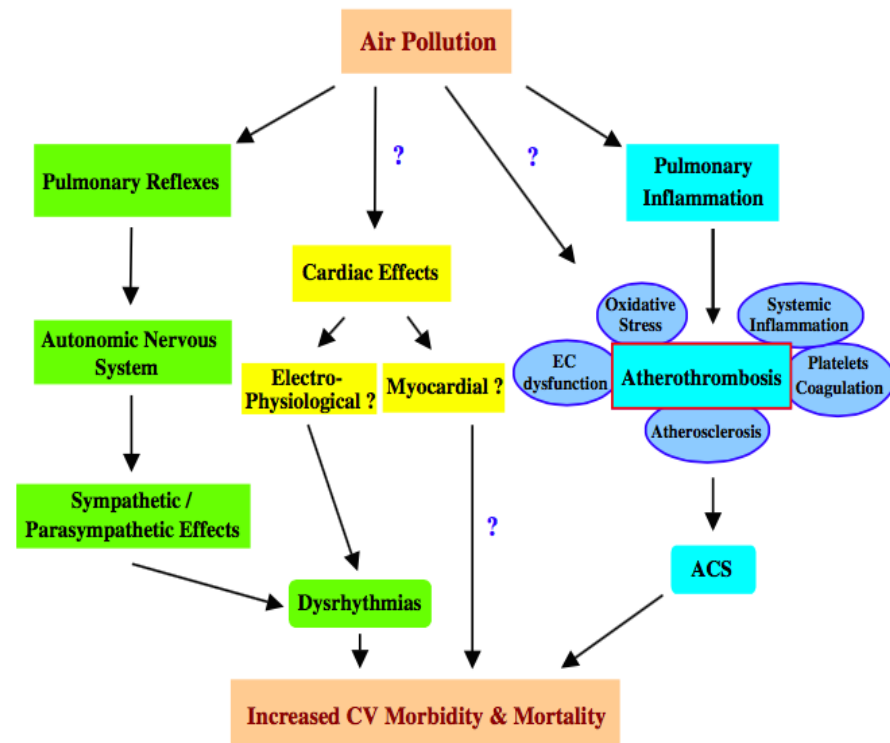 Air Pollution
?
?
Pulmonary Reflexes
Pulmonary
Inflammation
Cardiac Effects
Oxidative
Stress
Systemic
Inflammation
Autonomic Nervous
System
EC
dysfunction
Atherothrombosis
Platelets
Coagulation
Electro-
Physiological ?
Myocardial ?
Atherosclerosis
Sympathetic /
Parasympathetic Effects
?
ACS
Dysrhythmias
Increased CV Morbidity & Mortality